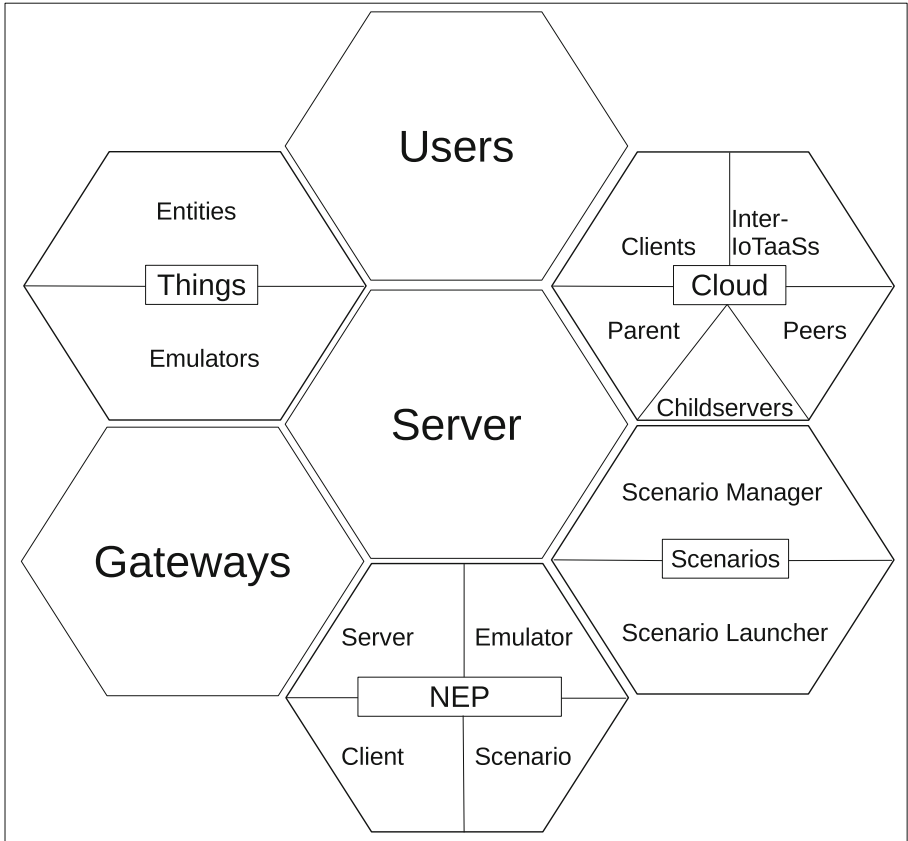 Users
Entities
Things
Emulators
Inter-
Clients
IoTaaSs
Cloud
Parent
Peers
Childservers
Server
Gateways
Scenario Manager
Scenarios
Scenario Launcher
Server
Emulator
NEP
Client
Scenario